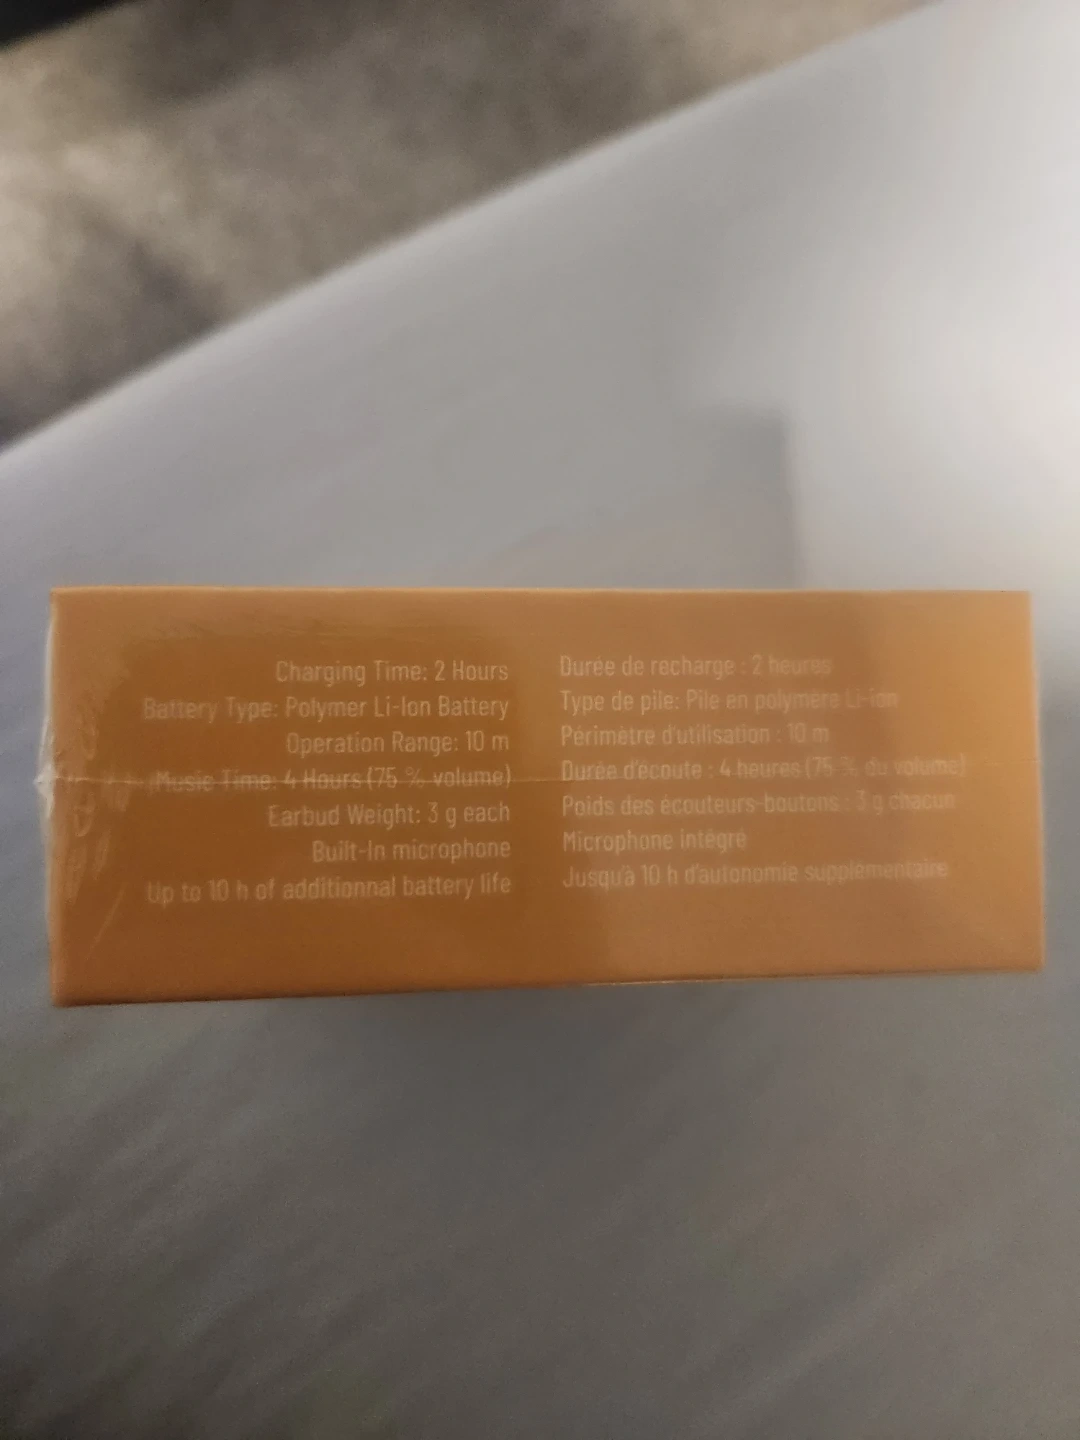 Charging Time: 2 Hours
Battery Type: Polymer Li-Ion Battery
Operation Range: 10 m
Music Time: 4 Hours (75 % volume)
Earbud Weight: 3 g each
Built-In microphone
Up to 10 h of additionnal battery life
Durée de recharge : 2 heures
Type de pile: Pile en polymère Li-ion
Périmètre d'utilisation : 10 m
Durée d'écoute : 4 heures (75 % du volume)
Poids des écouteurs-boutons : 3 g chacun
Microphone intégré
Jusqu'à 10 h d'autonomie supplémentaire